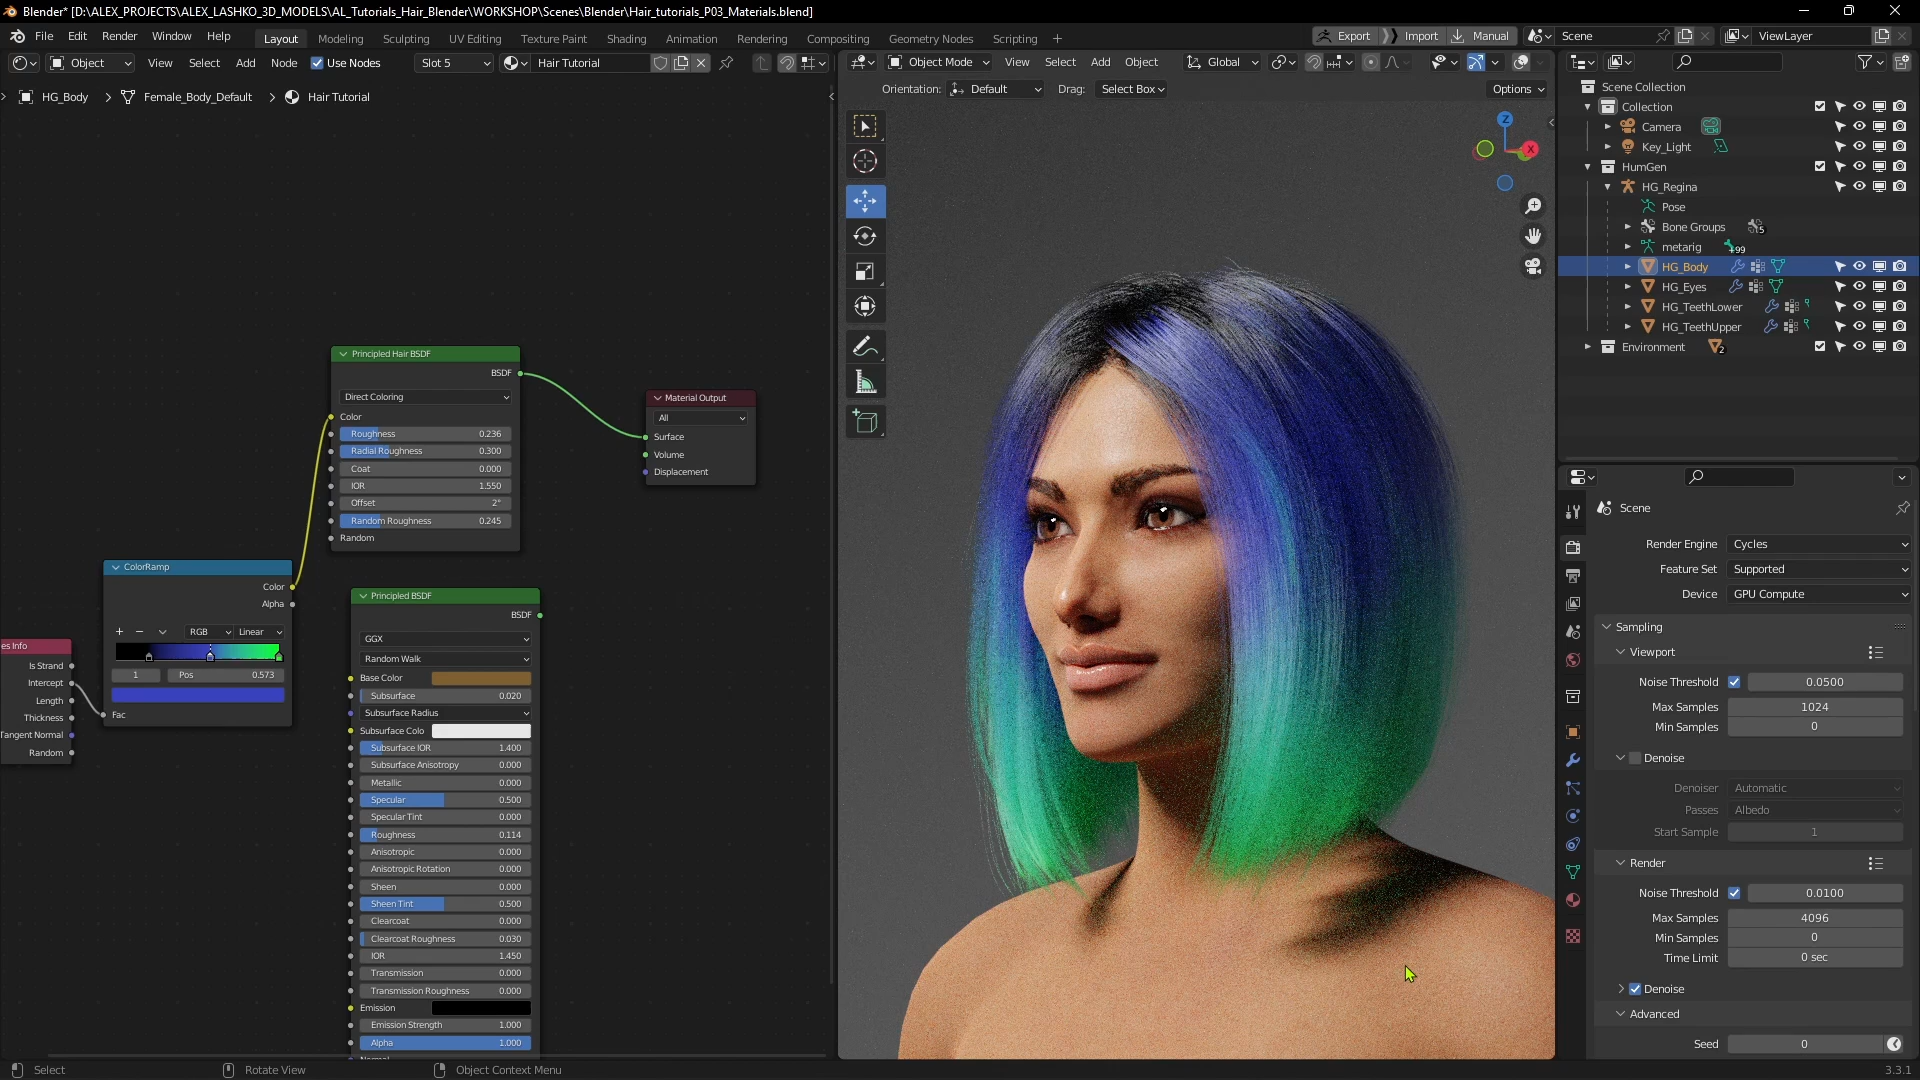 Blender* [D:\ALEX_PROJECTS\ALEX_LASHKO_3D_MODELS\AL_Tutorials_Hair_Blender\WORKSHOP\Scenes\Blender\Hair_tutorials_P03_Materials.blend]
File Edit Render Window Help Layout Modeling Sculpting UV Editing Texture Paint Shading Animation Rendering Compositing Geometry Nodes Scripting + Export Import Manual Scene ViewLayer
Object View Select Add Node Use Nodes Slot 5 Hair Tutorial
Object Mode View Select Add Object Global
HG_Body > Female_Body_Default > Hair Tutorial
Orientation: Default Drag: Select Box Options
Z
X
Principled Hair BSDF
BSDF
Direct Coloring
Color
Roughness 0.236
Radial Roughness 0.300
Coat 0.000
IOR 1.550
Offset 2°
Random Roughness 0.245
Random
Material Output
All
Surface
Volume
Displacement
ColorRamp
Color
Alpha
+ − RGB Linear
1 Pos 0.573
Fac
es Info
Is Strand
Intercept
Length
Thickness
Tangent Normal
Random
Principled BSDF
BSDF
GGX
Random Walk
Base Color
Subsurface 0.020
Subsurface Radius
Subsurface Colo
Subsurface IOR 1.400
Subsurface Anisotropy 0.000
Metallic 0.000
Specular 0.500
Specular Tint 0.000
Roughness 0.114
Anisotropic 0.000
Anisotropic Rotation 0.000
Sheen 0.000
Sheen Tint 0.500
Clearcoat 0.000
Clearcoat Roughness 0.030
IOR 1.450
Transmission 0.000
Transmission Roughness 0.000
Emission
Emission Strength 1.000
Alpha 1.000
Scene Collection
Collection
Camera
Key_Light
HumGen
HG_Regina
Pose
Bone Groups 5
metarig +99
HG_Body
HG_Eyes
HG_TeethLower
HG_TeethUpper
Environment 2
Scene
Render Engine Cycles
Feature Set Supported
Device GPU Compute
Sampling
Viewport
Noise Threshold 0.0500
Max Samples 1024
Min Samples 0
Denoise
Denoiser Automatic
Passes Albedo
Start Sample 1
Render
Noise Threshold 0.0100
Max Samples 4096
Min Samples 0
Time Limit 0 sec
Denoise
Advanced
Seed 0
Select Rotate View Object Context Menu 3.3.1